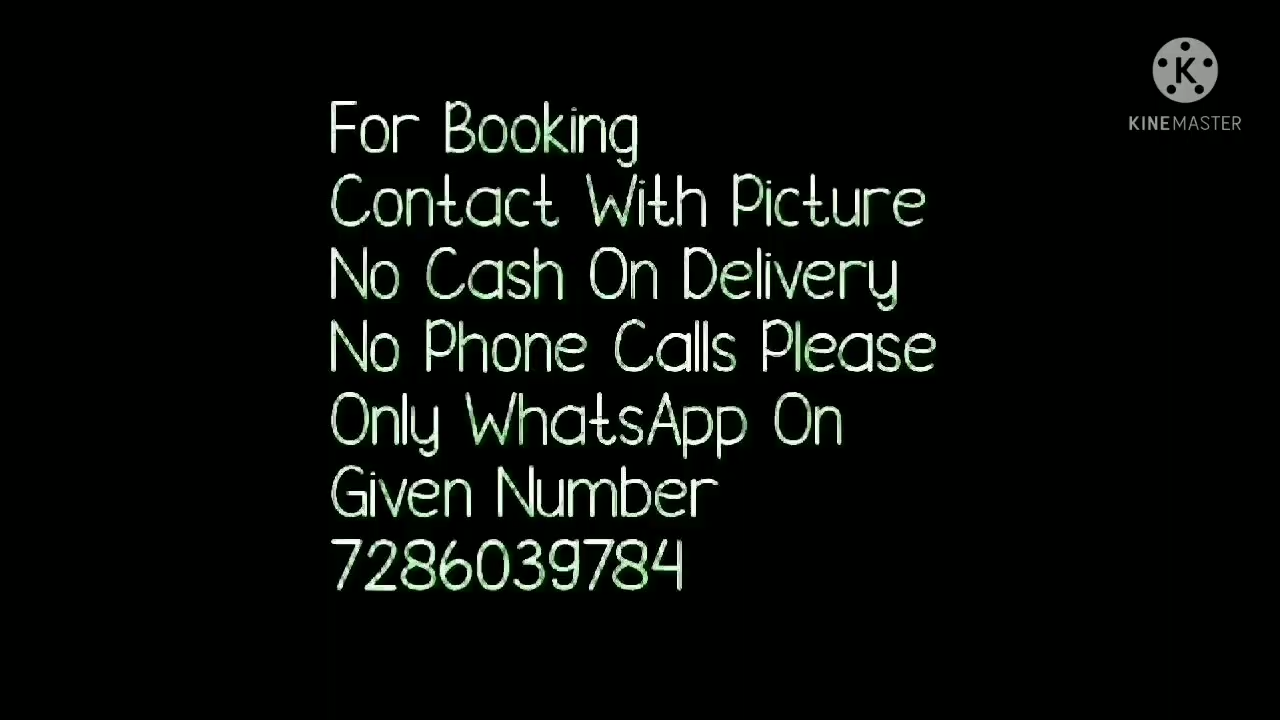 For Booking
Contact With Picture
No Cash On Delivery
No Phone Calls Please
Only WhatsApp On
Given Number
7286039784
K
KINEMASTER